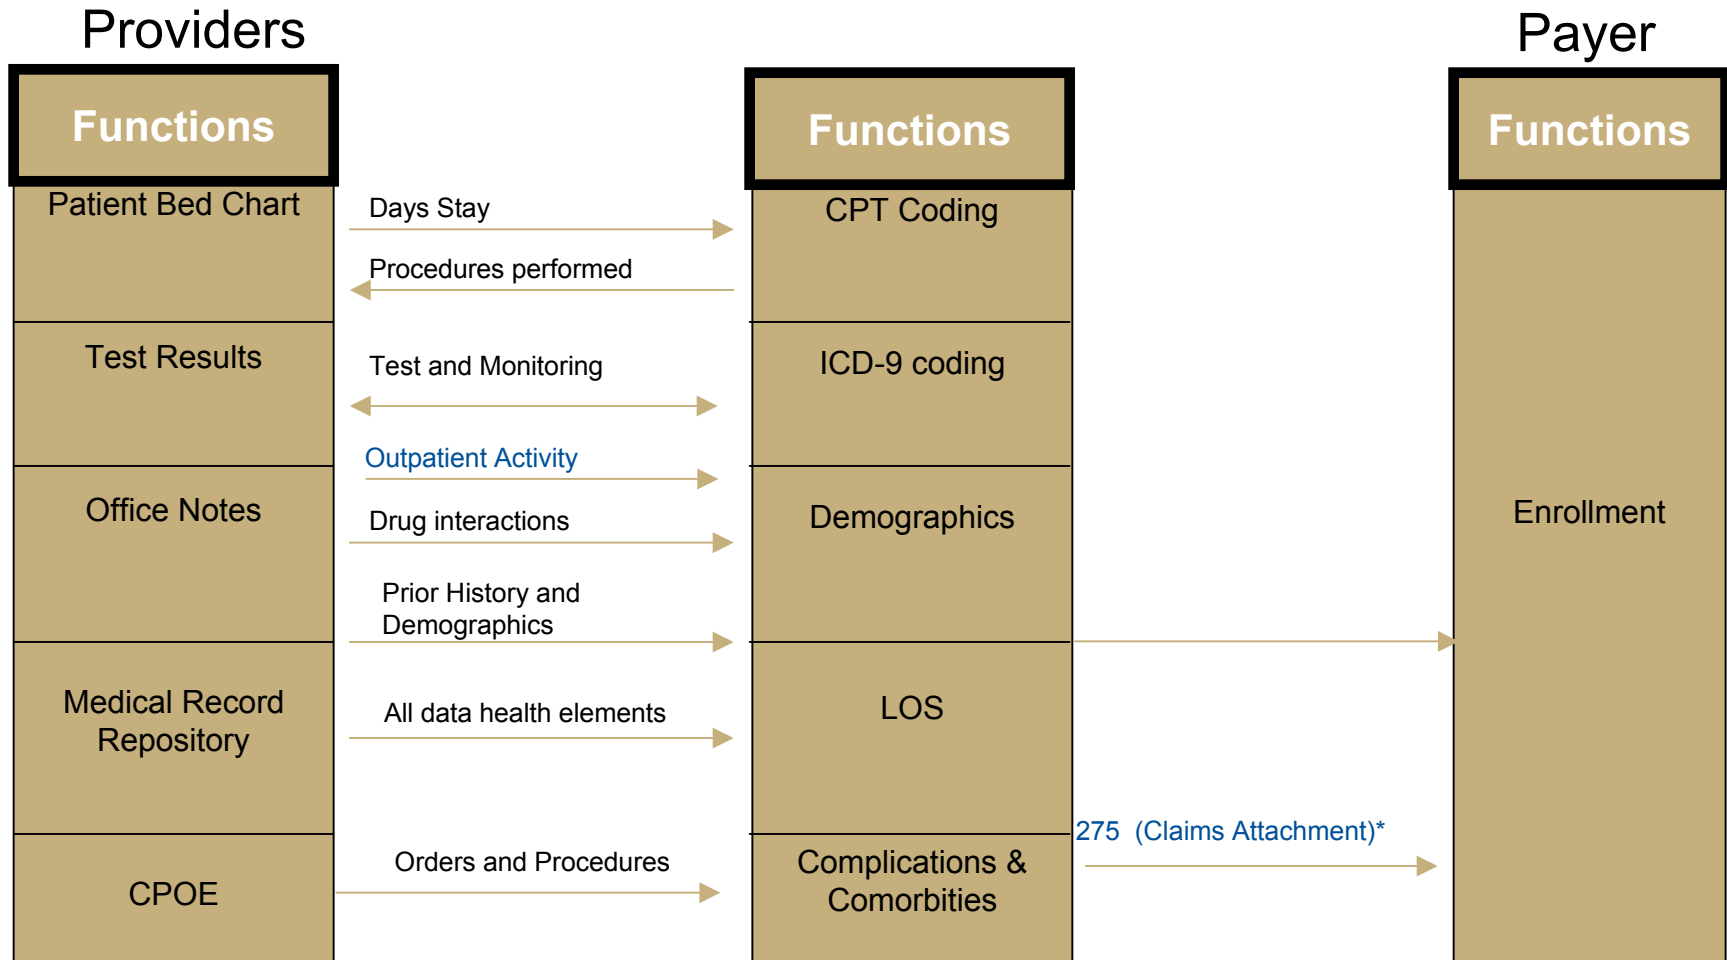 Providers
Payer
Functions
Functions
Functions
Patient Bed Chart
Days Stay
CPT Coding
Procedures performed
Test Results
Test and Monitoring
ICD-9 coding
Outpatient Activity
Office Notes
Drug interactions
Demographics
Enrollment
Prior History and
Demographics
Medical Record
Repository
All data health elements
LOS
275 (Claims Attachment)*
CPOE
Orders and Procedures
Complications &
Comorbities